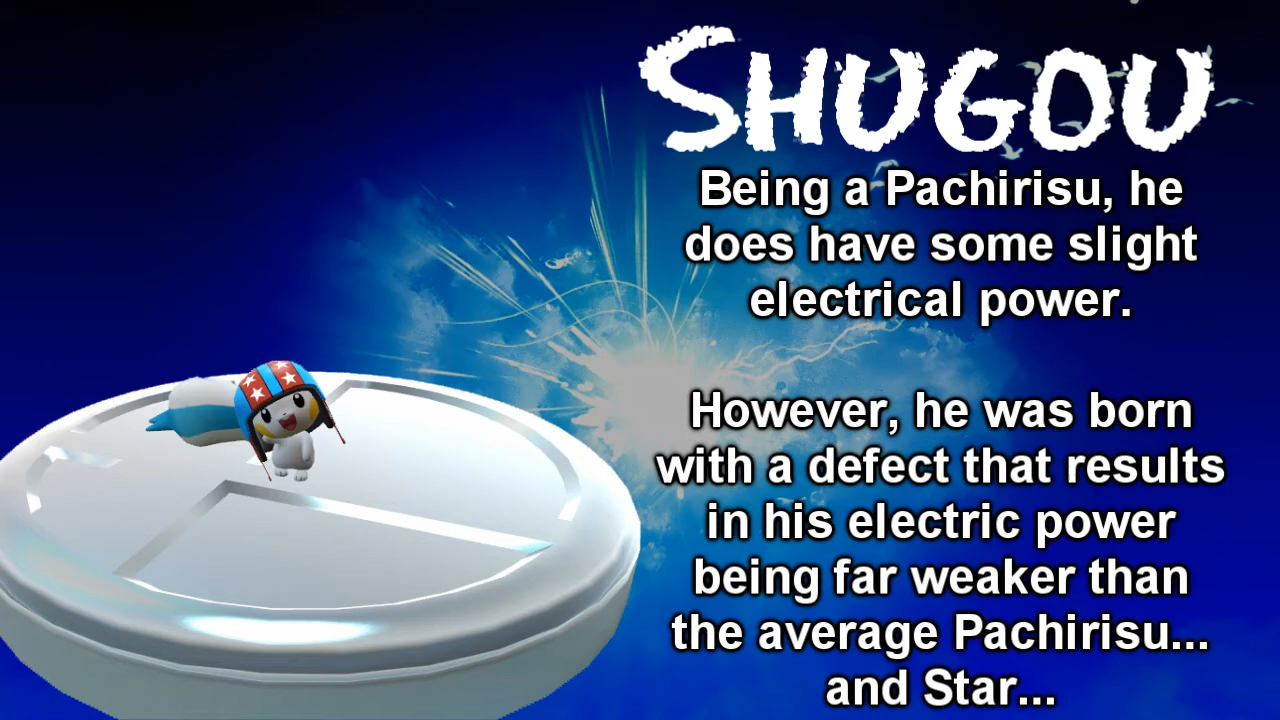 SHUGOU
Being a Pachirisu, he
does have some slight
electrical power.
However, he was born
with a defect that results
in his electric power
being far weaker than
the average Pachirisu...
and Star...